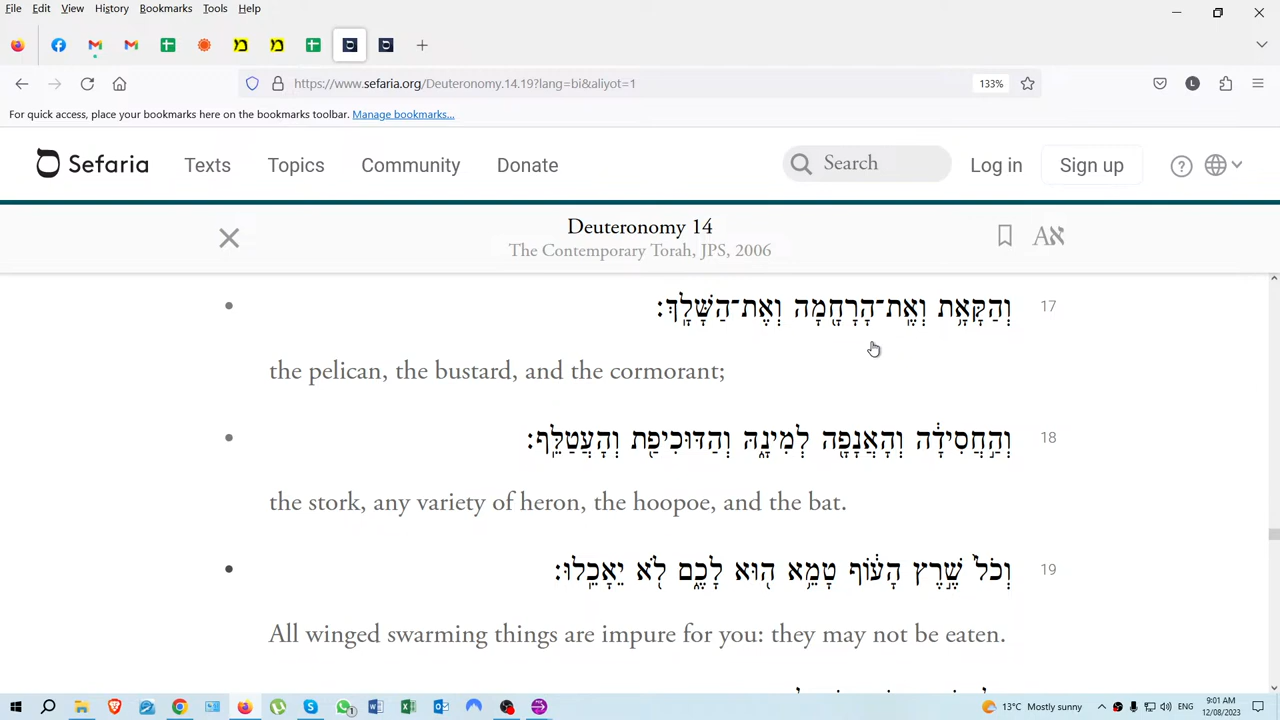 File Edit View History Bookmarks Tools Help
https://www.sefaria.org/Deuteronomy.14.19?lang=bi&aliyot=1 133%
For quick access, place your bookmarks here on the bookmarks toolbar. Manage bookmarks...
Sefaria Texts Topics Community Donate Search Log in Sign up
Deuteronomy 14
The Contemporary Torah, JPS, 2006
17 וְהַקָּאָ֥ת וְאֶֽת־הָרָחָ֖מָה וְאֶת־הַשָּׁלָֽךְ׃
the pelican, the bustard, and the cormorant;
18 וְהַ֣חֲסִידָ֔ה וְהָאֲנָפָ֖ה לְמִינָ֑הּ וְהַדּוּכִיפַ֖ת וְהָעֲטַלֵּֽף׃
the stork, any variety of heron, the hoopoe, and the bat.
19 וְכֹל֙ שֶׁ֣רֶץ הָע֔וֹף טָמֵ֥א ה֖וּא לָכֶ֑ם לֹ֖א יֵאָכֵֽלוּ׃
All winged swarming things are impure for you: they may not be eaten.
13°C Mostly sunny ENG 9:01 AM
12/08/2023